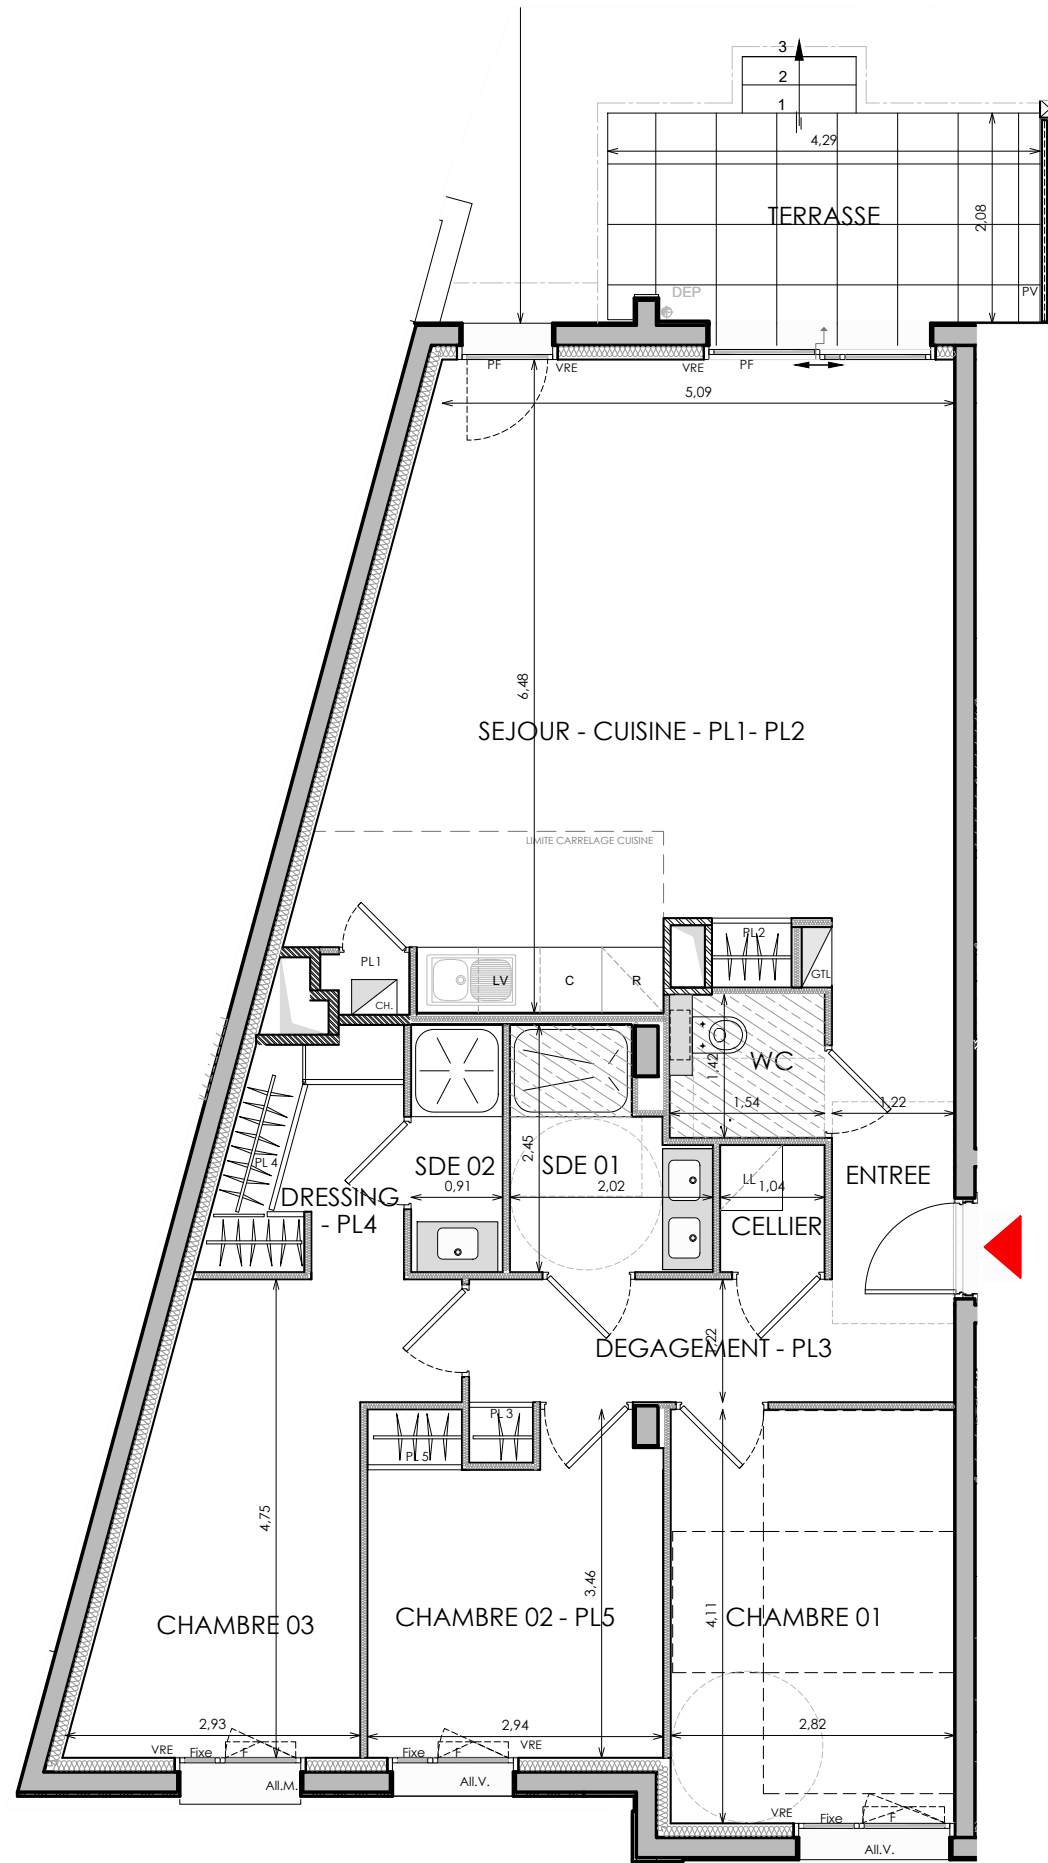 3
2
1
4,29
TERRASSE
2,08
DEP
PV
PF
VRE
VRE
PF
5,09
6,48
SEJOUR - CUISINE - PL1- PL2
LIMITE CARRELAGE CUISINE
PL1
PL2
LV
C
R
GTL
CH.
WC
1,42
1,54
1,22
2,45
SDE 02
SDE 01
ENTREE
PL 4
0,91
2,02
LL
1,04
DRESSING
- PL4
CELLIER
1,22
DEGAGEMENT - PL3
PL 3
PL 5
4,75
3,46
4,11
CHAMBRE 03
CHAMBRE 02 - PL5
CHAMBRE 01
2,93
2,94
2,82
VRE
Fixe
F
Fixe
F
VRE
All.M.
All.V.
VRE
Fixe
F
All.V.